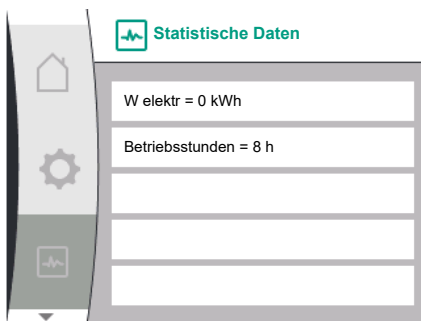 Statistische Daten
W elektr = 0 kWh
Betriebsstunden = 8 h